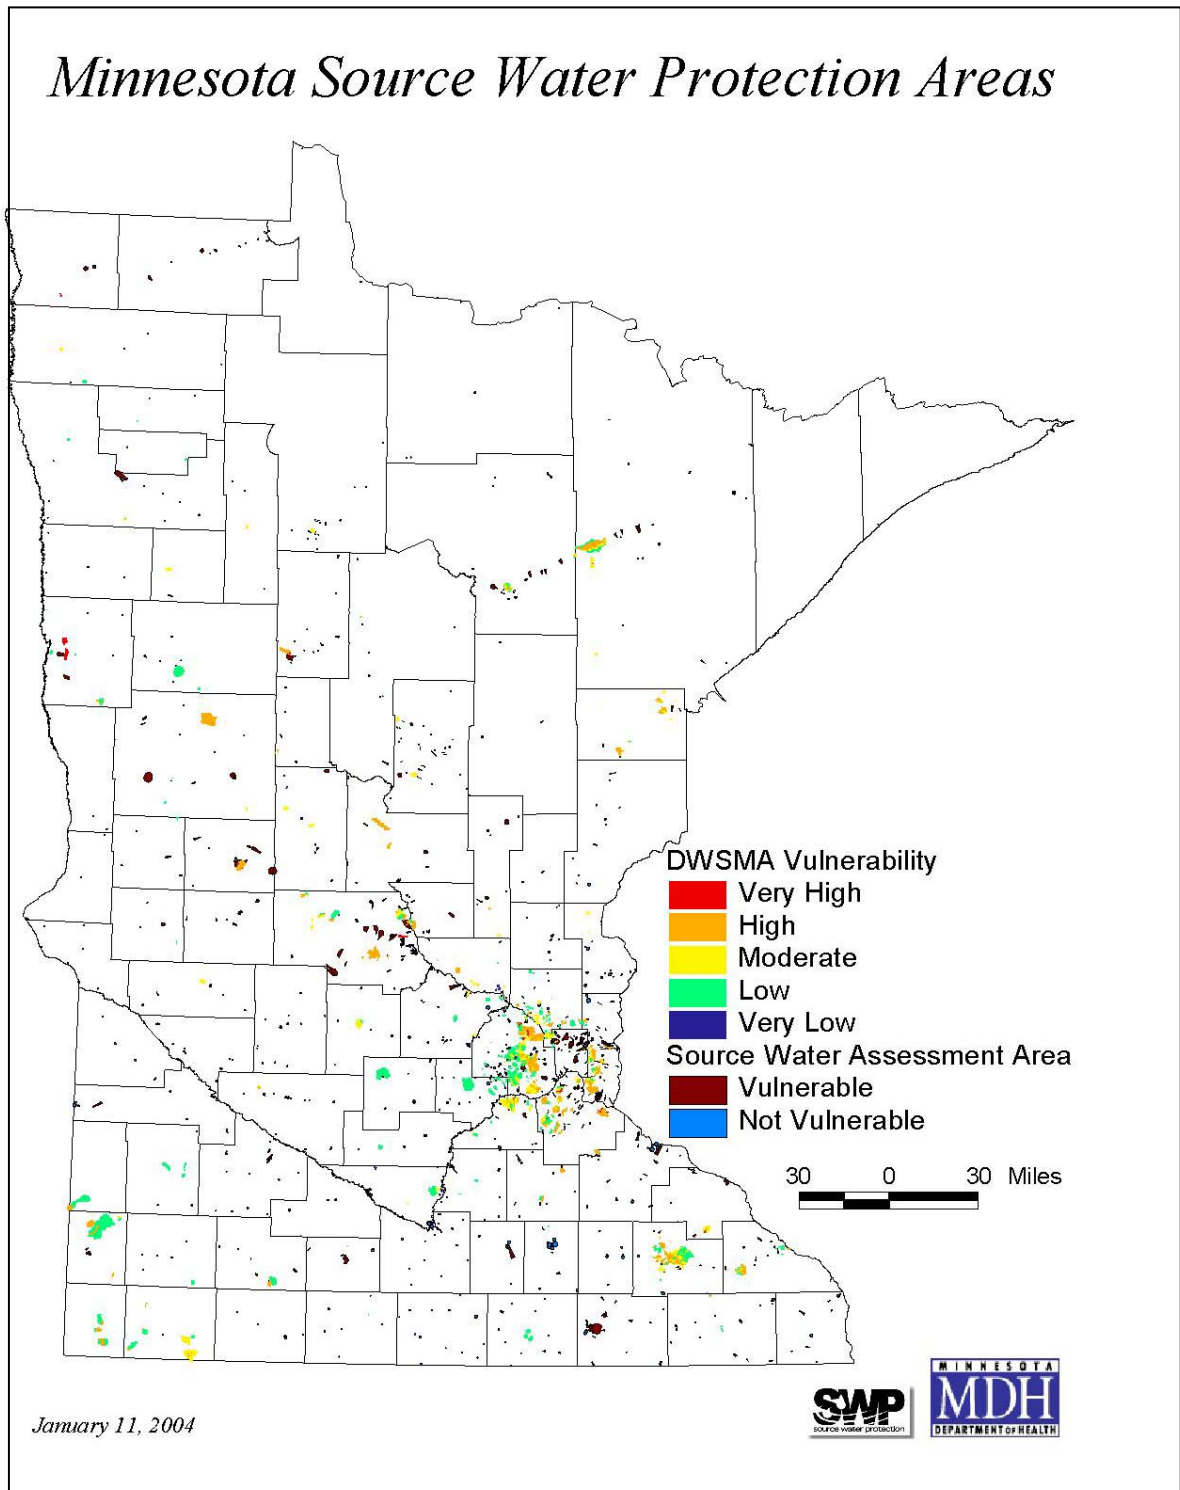 Minnesota Source Water Protection Areas
DWSMA Vulnerability
Very High
High
Moderate
Low
Very Low
Source Water Assessment Area
Vulnerable
Not Vulnerable
30 0 30 Miles
January 11, 2004
SWP
source water protection
MINNESOTA
MDH
DEPARTMENT OF HEALTH